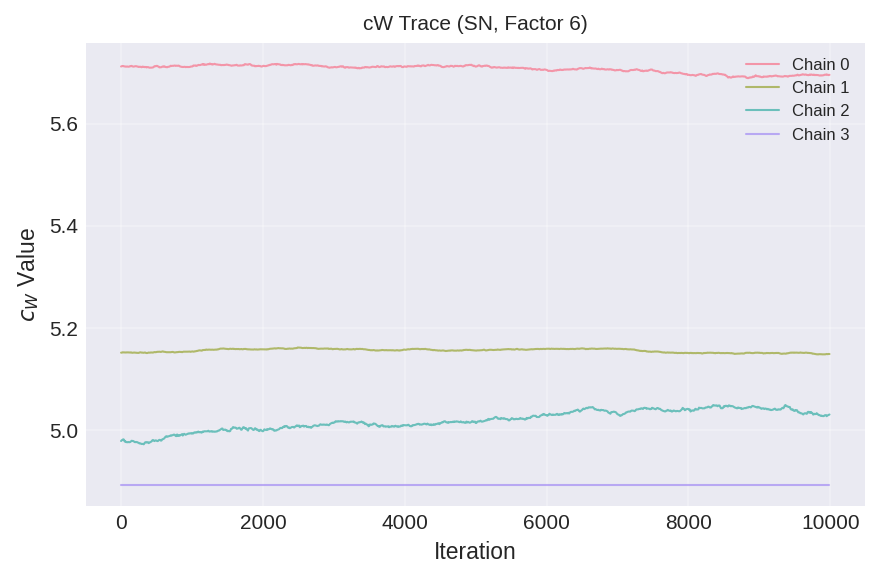 cW Trace (SN, Factor 6)
Chain 0
Chain 1
Chain 2
Chain 3
5.6
5.4
5.2
5.0
c_W Value
0 2000 4000 6000 8000 10000
Iteration